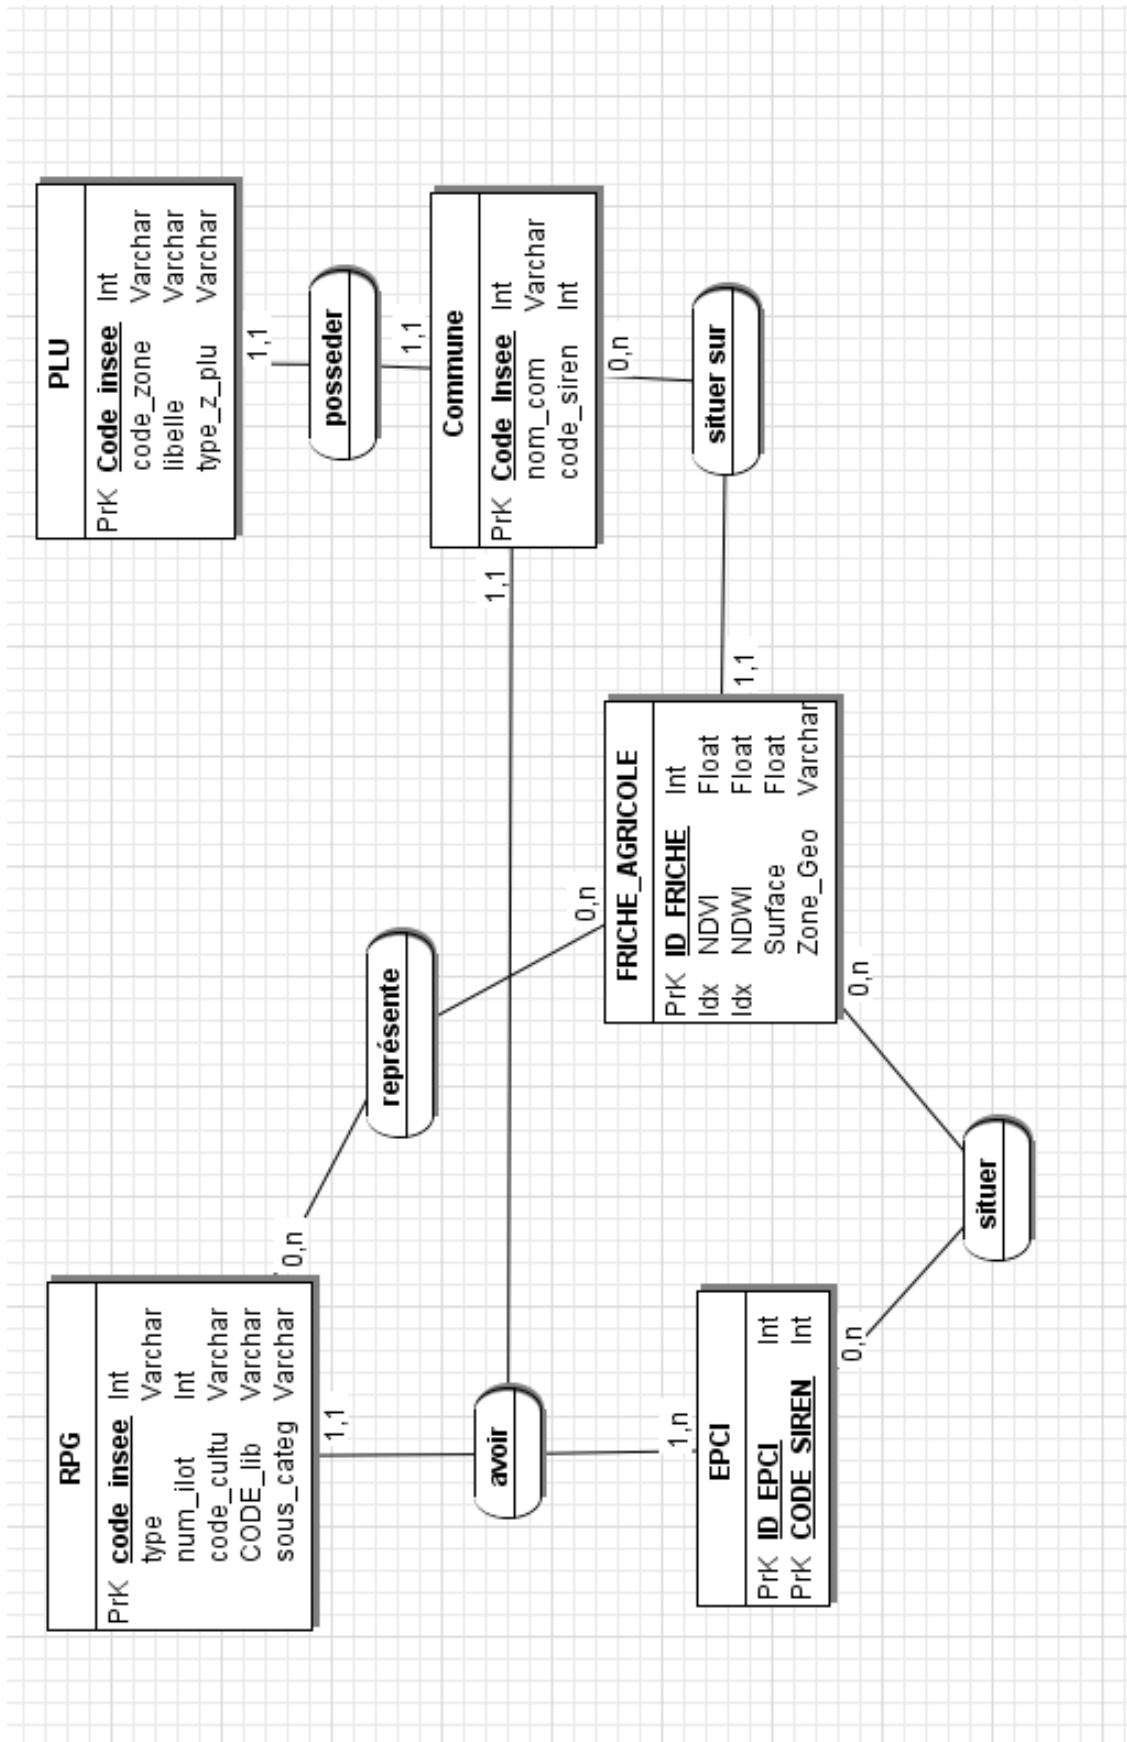 RPG
PrK code_insee Int
type Varchar
num_ilot Int
code_cultu Varchar
CODE_lib Varchar
sous_categ Varchar
0,n
1,1
représente
0,n
PLU
PrK Code_insee Int
code_zone Varchar
libelle Varchar
type_z_plu Varchar
1,1
posseder
1,1
Commune
PrK Code_Insee Int
nom_com Varchar
code_siren Int
1,1
0,n
avoir
1,n
situer sur
1,1
FRICHE_AGRICOLE
PrK ID_FRICHE Int
Idx NDVI Float
Idx NDWI Float
Surface Float
Zone_Geo Varchar
0,n
EPCI
PrK ID_EPCI Int
PrK CODE_SIREN Int
0,n
situer